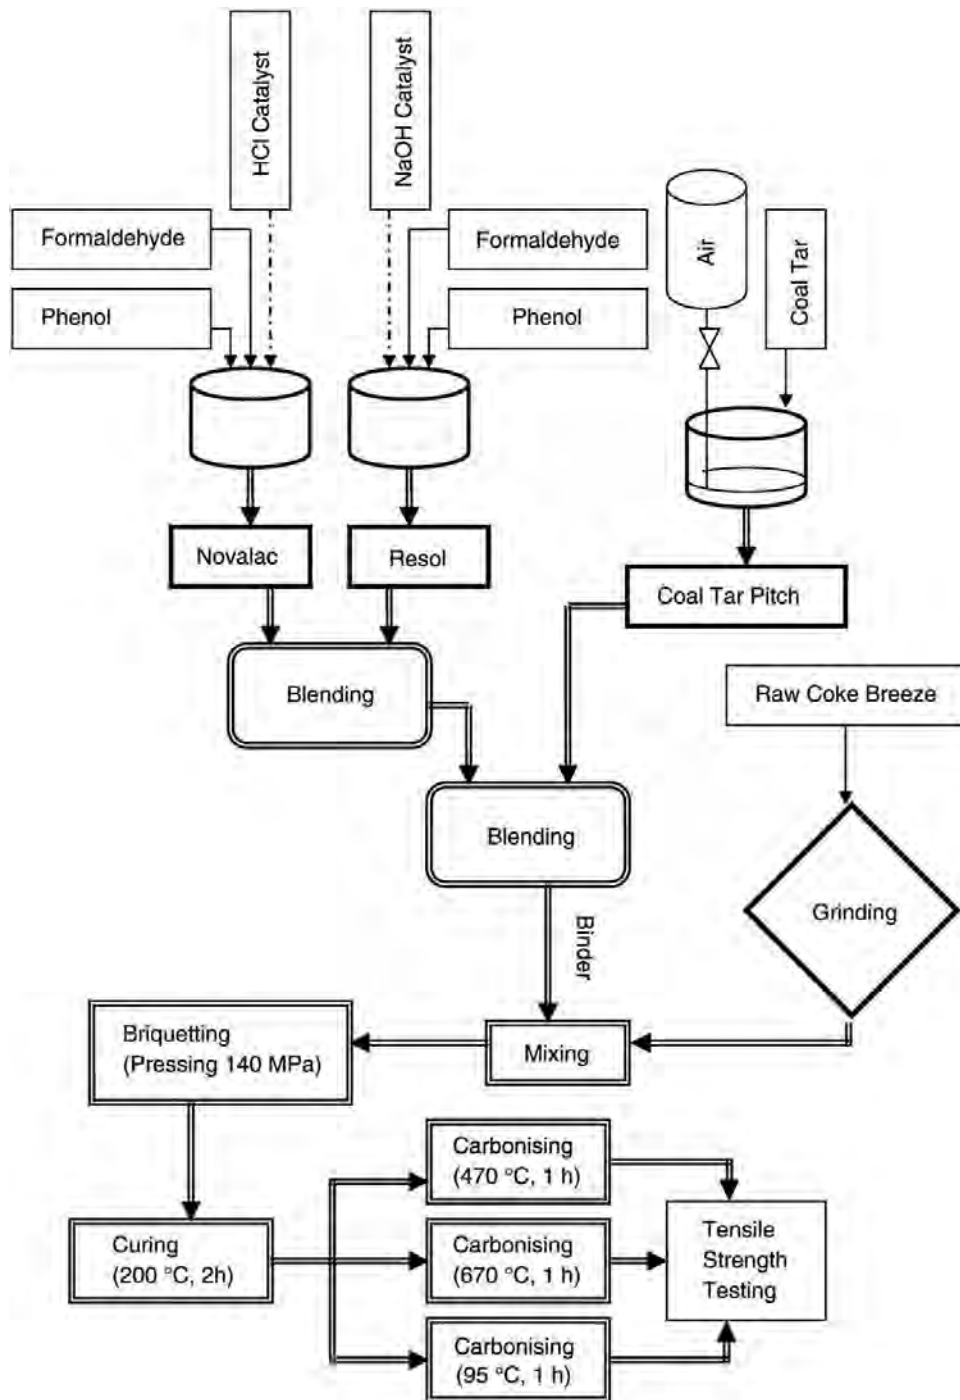 HCl Catalyst
NaOH Catalyst
Formaldehyde
Formaldehyde
Air
Coal Tar
Phenol
Phenol
Novalac
Resol
Coal Tar Pitch
Blending
Raw Coke Breeze
Blending
Grinding
Binder
Briquetting
(Pressing 140 MPa)
Mixing
Carbonising
(470 °C, 1 h)
Curing
(200 °C, 2h)
Carbonising
(670 °C, 1 h)
Tensile
Strength
Testing
Carbonising
(95 °C, 1 h)